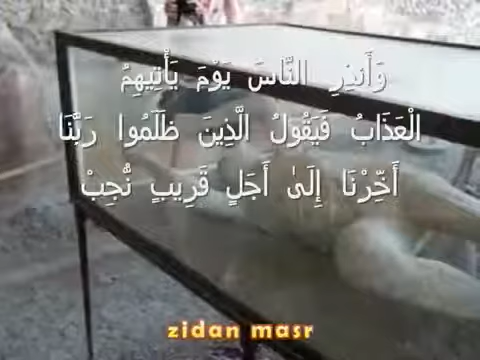 وَأَنذِرِ النَّاسَ يَوْمَ يَأْتِيهِمُ
الْعَذَابُ فَيَقُولُ الَّذِينَ ظَلَمُوا رَبَّنَا
أَخِّرْنَا إِلَىٰ أَجَلٍ قَرِيبٍ نُّجِبْ
zidan masr